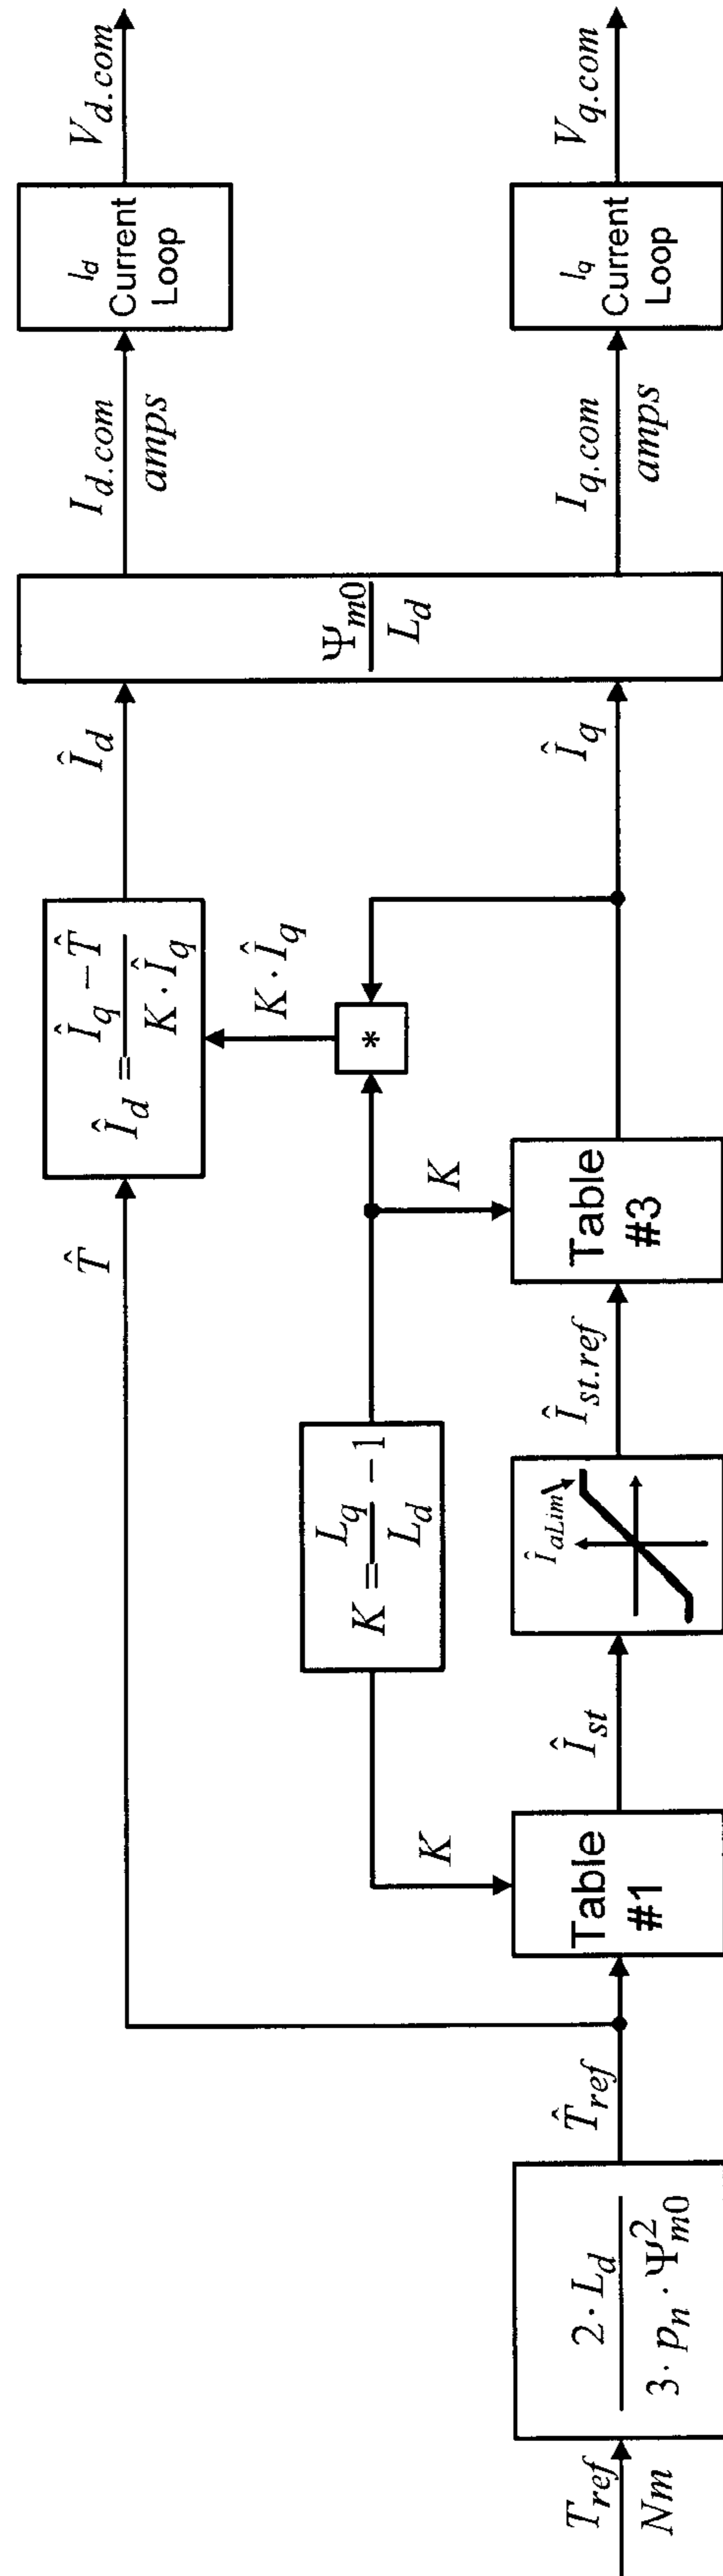 T_ref
Nm
2 · L_d
3 · p_n · Ψ_m0^2
T̂_ref
Table
#1
K
Î_st
Î_aLim
Î_st.ref
K = L_q / L_d − 1
Table
#3
K
*
K · Î_q
T̂
Î_d = (Î_q − T̂) / (K · Î_q)
Î_d
Î_q
Ψ_m0
L_d
I_d.com
amps
I_q.com
amps
I_d
Current
Loop
I_q
Current
Loop
V_d.com
V_q.com